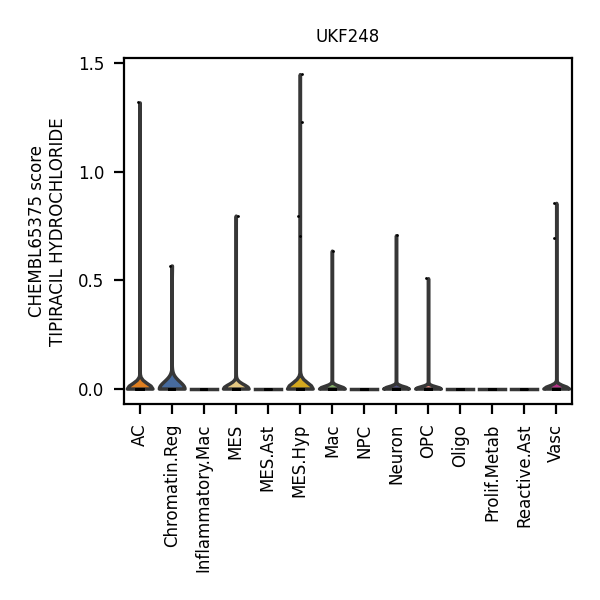 UKF248
CHEMBL65375 score
TIPIRACIL HYDROCHLORIDE
1.5
1.0
0.5
0.0
AC
Chromatin.Reg
Inflammatory.Mac
MES
MES.Ast
MES.Hyp
Mac
NPC
Neuron
OPC
Oligo
Prolif.Metab
Reactive.Ast
Vasc